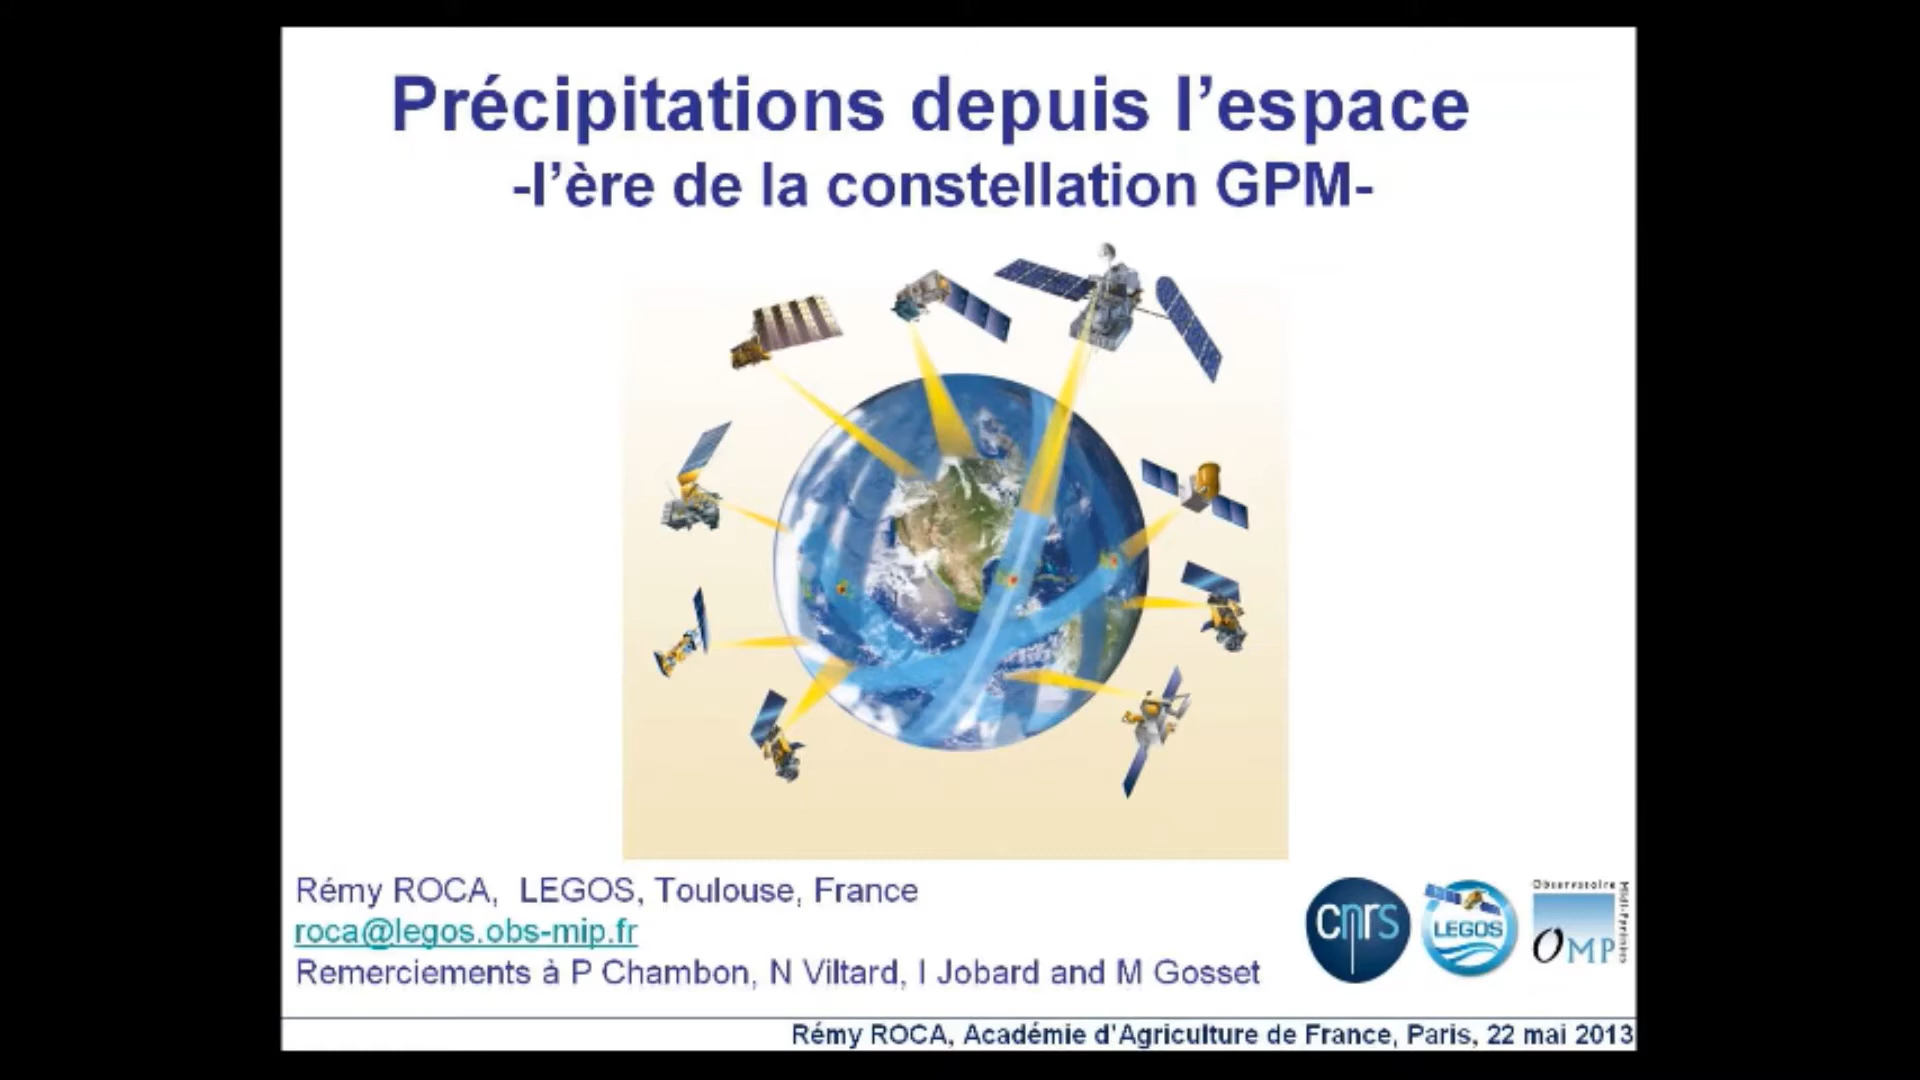 Précipitations depuis l’espace
-l’ère de la constellation GPM-
Rémy ROCA, LEGOS, Toulouse, France
roca@legos.obs-mip.fr
Remerciements à P Chambon, N Viltard, I Jobard and M Gosset
cnrs
LEGOS
Observatoire
Midi-Pyrénées
OMP
Rémy ROCA, Académie d'Agriculture de France, Paris, 22 mai 2013